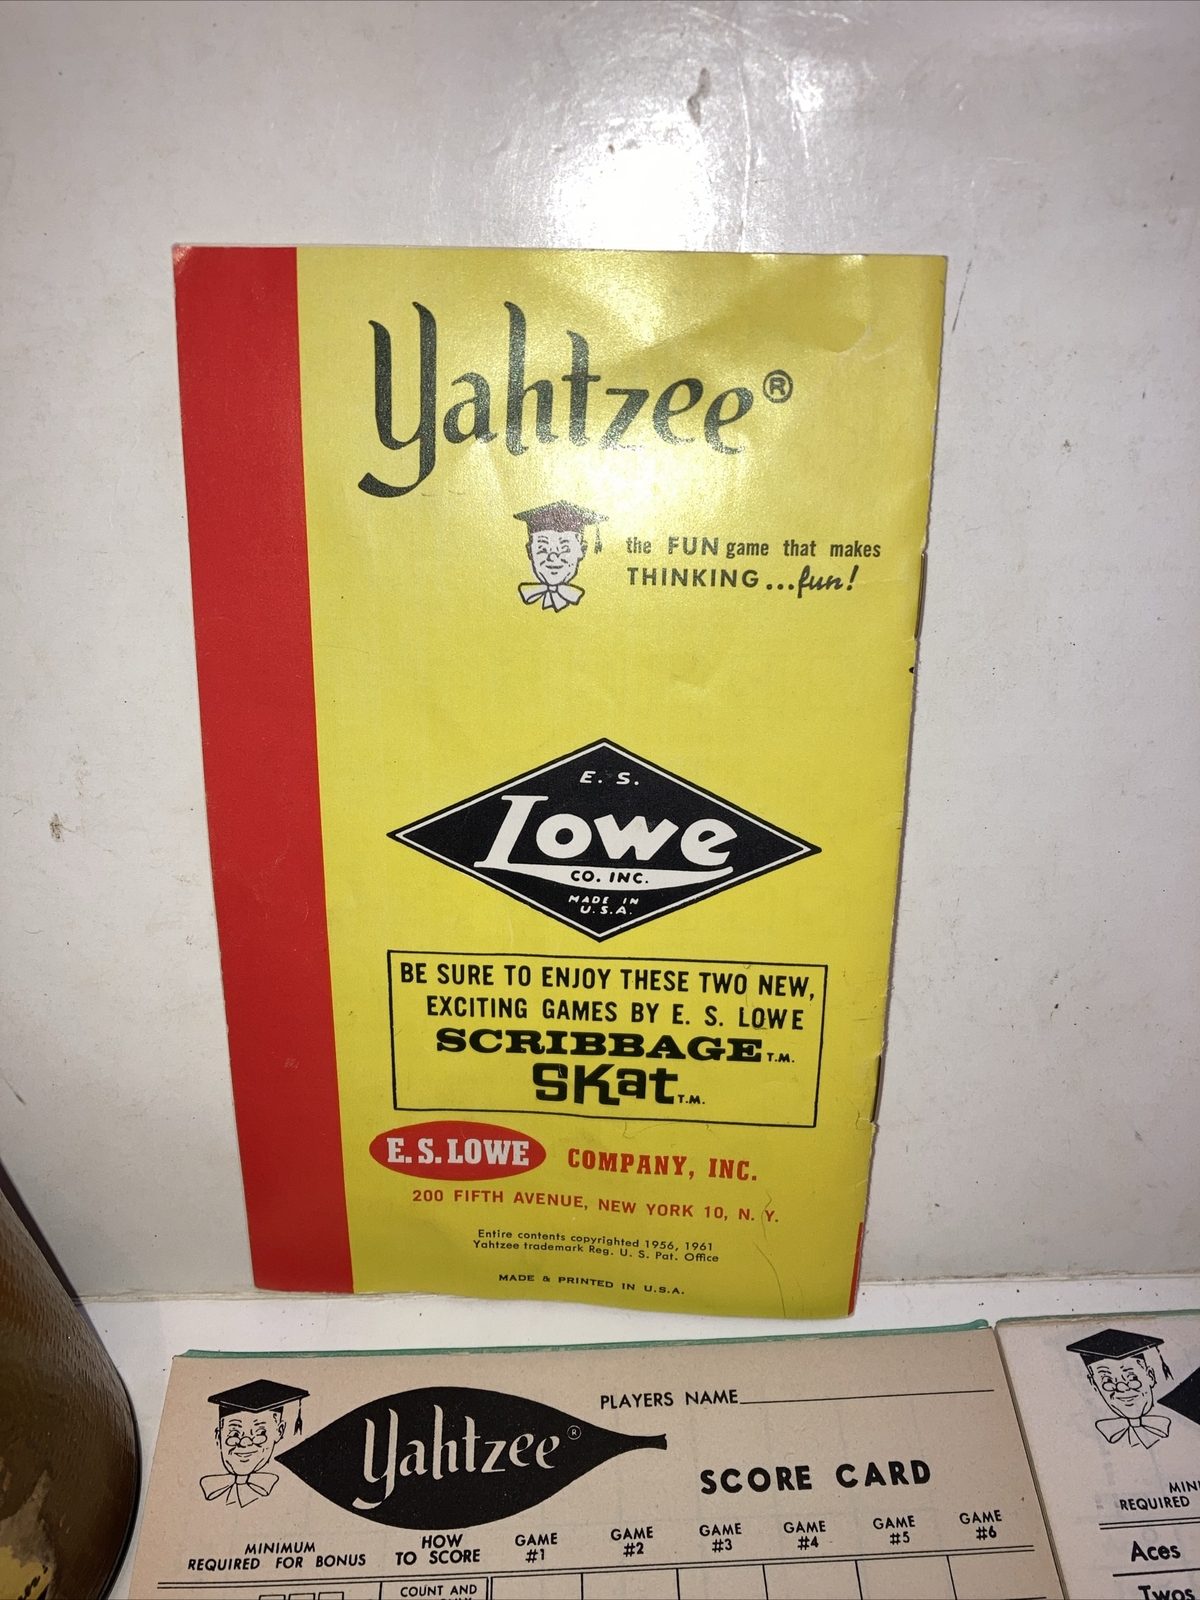 Yahtzee®
the FUN game that makes
THINKING...fun!
E. S.
Lowe
CO. INC.
MADE IN
U.S.A.
BE SURE TO ENJOY THESE TWO NEW,
EXCITING GAMES BY E. S. LOWE
SCRIBBAGE T.M.
SKat T.M.
E. S. LOWE COMPANY, INC.
200 FIFTH AVENUE, NEW YORK 10, N. Y.
Entire contents copyrighted 1956, 1961
Yahtzee trademark Reg. U. S. Pat. Office
MADE & PRINTED IN U.S.A.
Yahtzee®
PLAYERS NAME
SCORE CARD
MINIMUM
REQUIRED FOR BONUS
HOW
TO SCORE
GAME
#1
GAME
#2
GAME
#3
GAME
#4
GAME
#5
GAME
#6
COUNT AND
REQUIRED
Aces
Twos